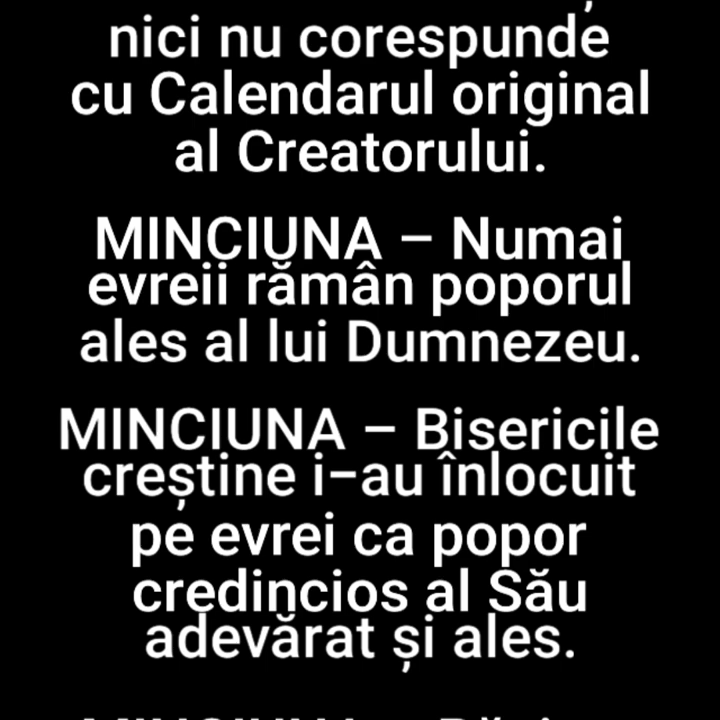 nici nu corespunde
cu Calendarul original
al Creatorului.
MINCIUNA – Numai
evreii rămân poporul
ales al lui Dumnezeu.
MINCIUNA – Bisericile
creștine i-au înlocuit
pe evrei ca popor
credincios al Său
adevărat și ales.